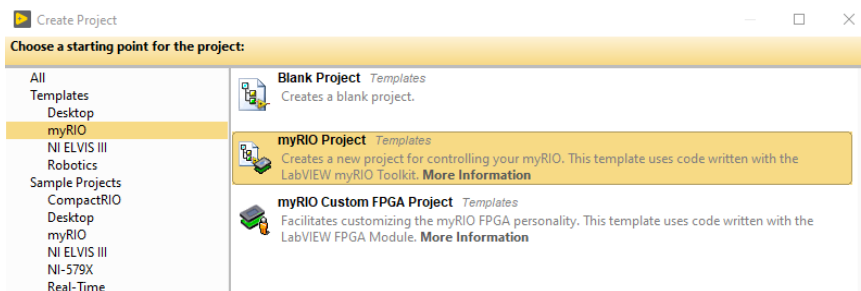 Create Project
Choose a starting point for the project:
All
Templates
Desktop
myRIO
NI ELVIS III
Robotics
Sample Projects
CompactRIO
Desktop
myRIO
NI ELVIS III
NI-579X
Real-Time
Blank Project Templates
Creates a blank project.
myRIO Project Templates
Creates a new project for controlling your myRIO. This template uses code written with the
LabVIEW myRIO Toolkit. More Information
myRIO Custom FPGA Project Templates
Facilitates customizing the myRIO FPGA personality. This template uses code written with the
LabVIEW FPGA Module. More Information